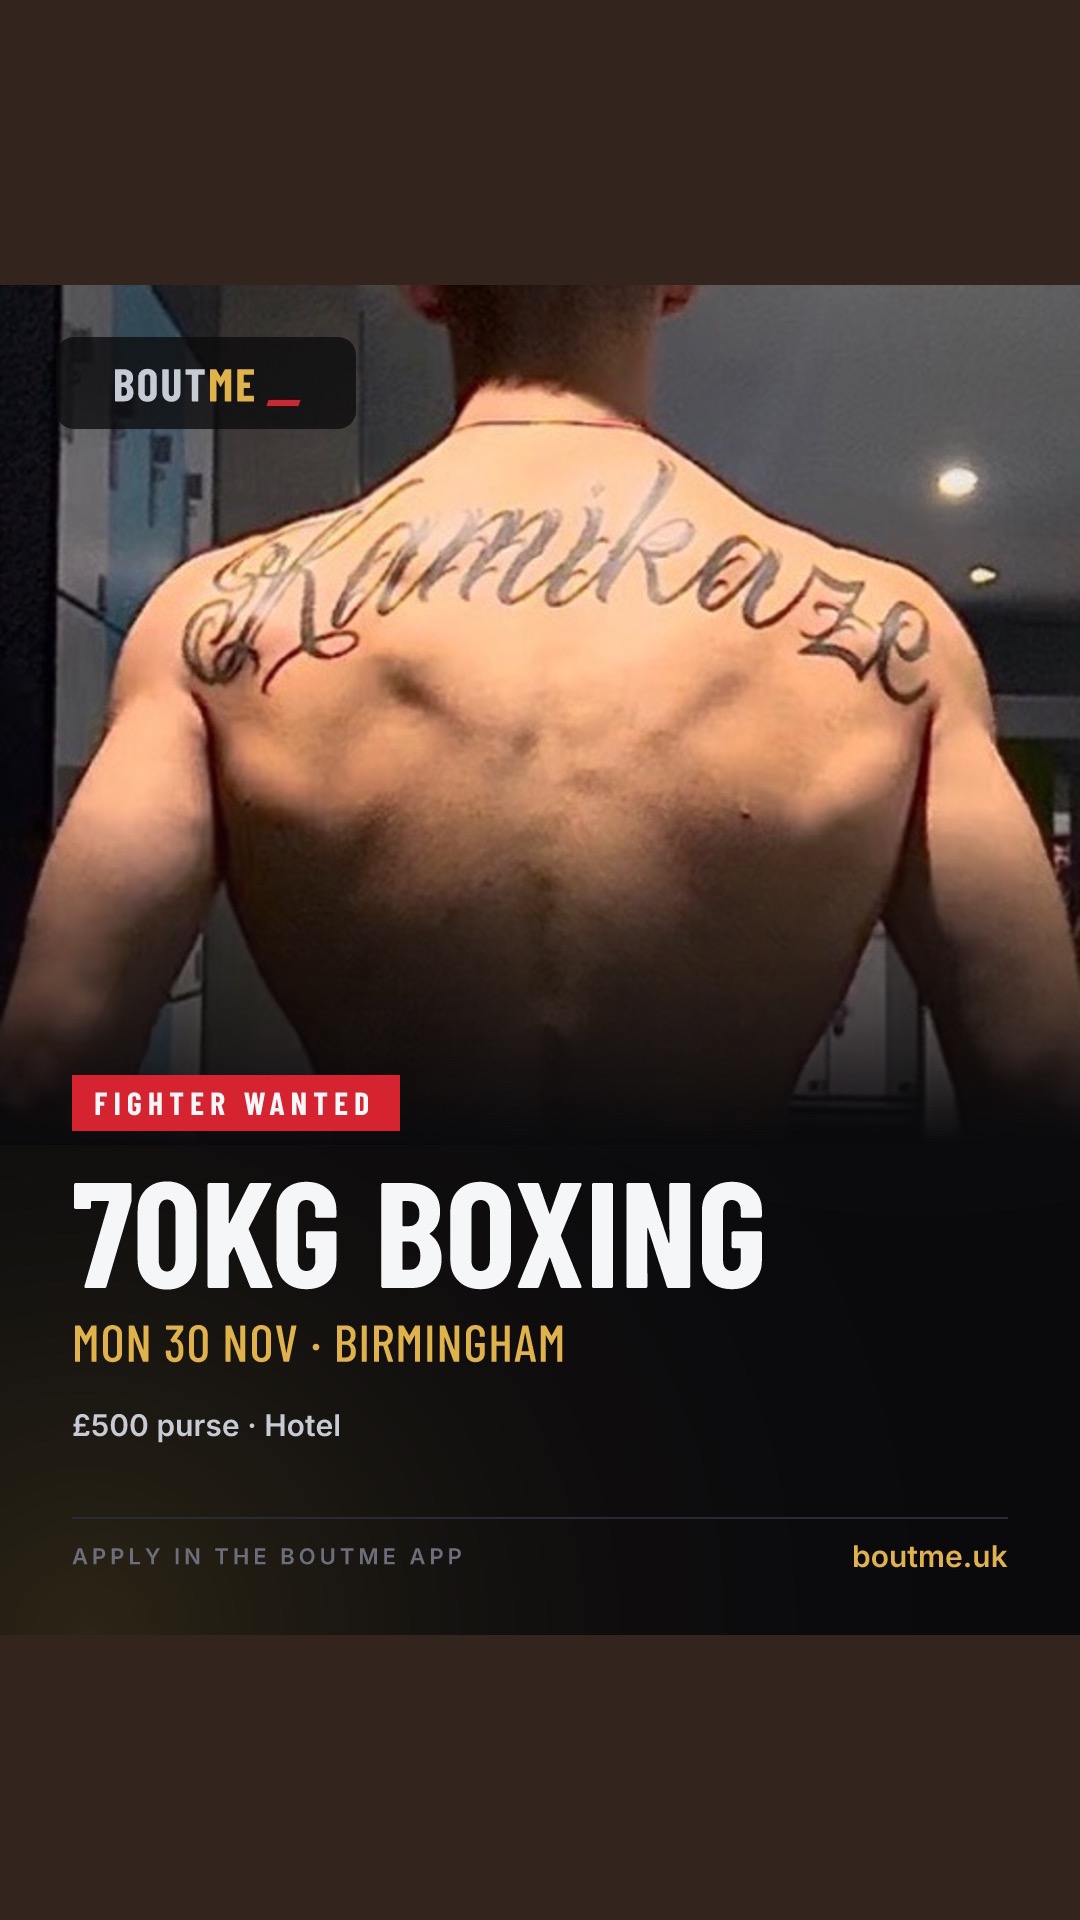 BOUTME
Kamikaze
FIGHTER WANTED
70KG BOXING
MON 30 NOV · BIRMINGHAM
£500 purse · Hotel
APPLY IN THE BOUTME APP
boutme.uk